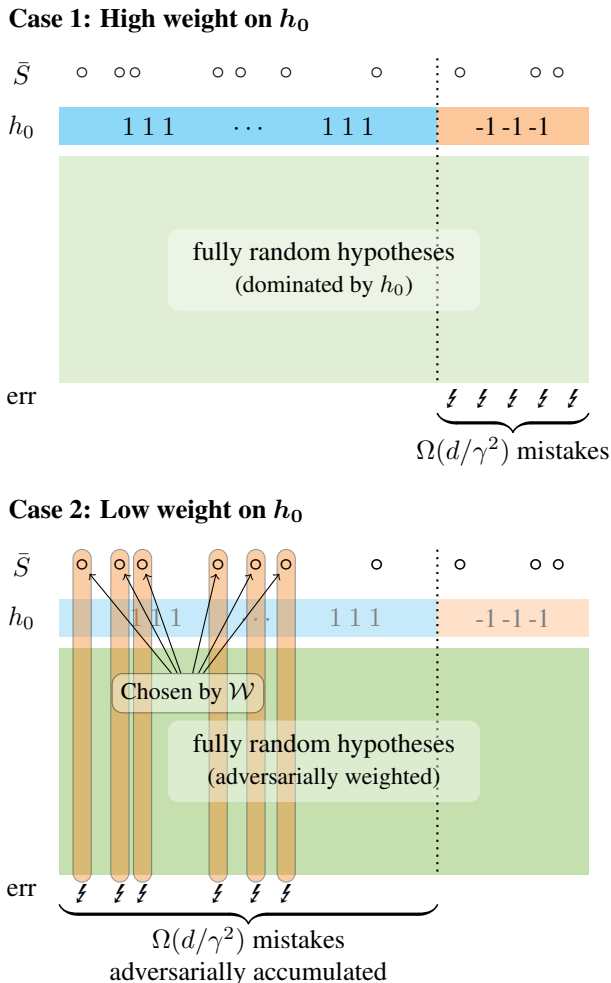 Case 1: High weight on h₀
S̄
h₀ 1 1 1 ⋯ 1 1 1 -1 -1 -1
fully random hypotheses
(dominated by h₀)
err
Ω(d/γ²) mistakes
Case 2: Low weight on h₀
S̄
h₀ 1 1 1 ⋯ 1 1 1 -1 -1 -1
Chosen by 𝒲
fully random hypotheses
(adversarially weighted)
err
Ω(d/γ²) mistakes
adversarially accumulated